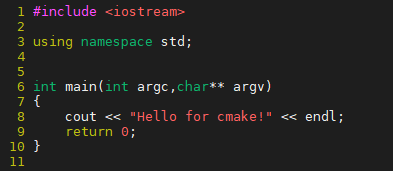 1 #include <iostream>
2
3 using namespace std;
4
5
6 int main(int argc,char** argv)
7 {
8     cout << "Hello for cmake!" << endl;
9     return 0;
10 }
11